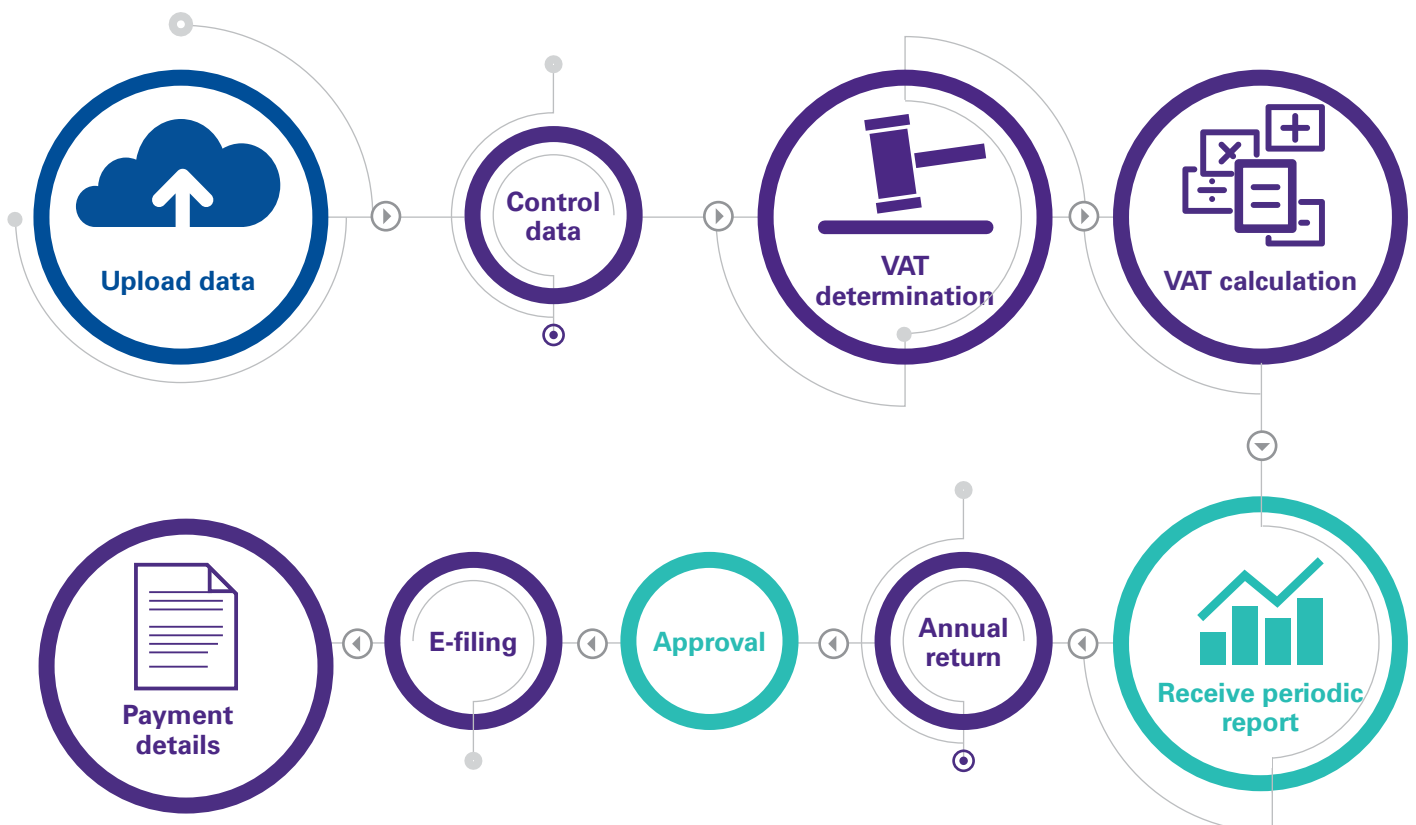 Upload data
Control
data
VAT
determination
VAT calculation
Receive periodic
report
Annual
return
Approval
E-filing
Payment
details